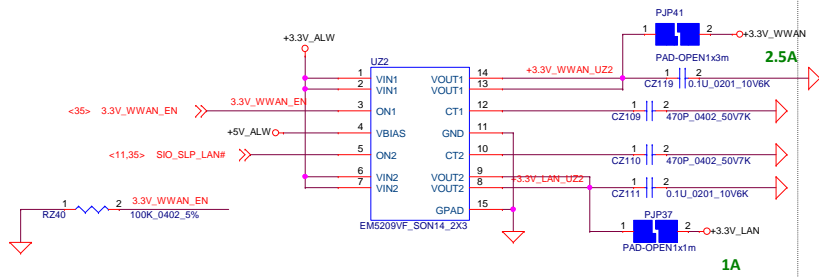 PJP41
1 2 +3.3V_WWAN
PAD-OPEN1x3m
2.5A
+3.3V_ALW
UZ2
+3.3V_WWAN_UZ2
1 VIN1 VOUT1 14
2 VIN1 VOUT1 13
1 2
CZ119 0.1U_0201_10V6K
<35> 3.3V_WWAN_EN 3.3V_WWAN_EN 3 ON1 CT1 12
1 2
CZ109 470P_0402_50V7K
+5V_ALW 4 VBIAS GND 11
<11,35> SIO_SLP_LAN# 5 ON2 CT2 10
1 2
CZ110 470P_0402_50V7K
6 VIN2 VOUT2 9
7 VIN2 VOUT2 8
+3.3V_LAN_UZ2
1 2
CZ111 0.1U_0201_10V6K
GPAD 15
EM5209VF_SON14_2X3
3.3V_WWAN_EN
1 2
RZ40 100K_0402_5%
PJP37
1 2 +3.3V_LAN
PAD-OPEN1x1m
1A